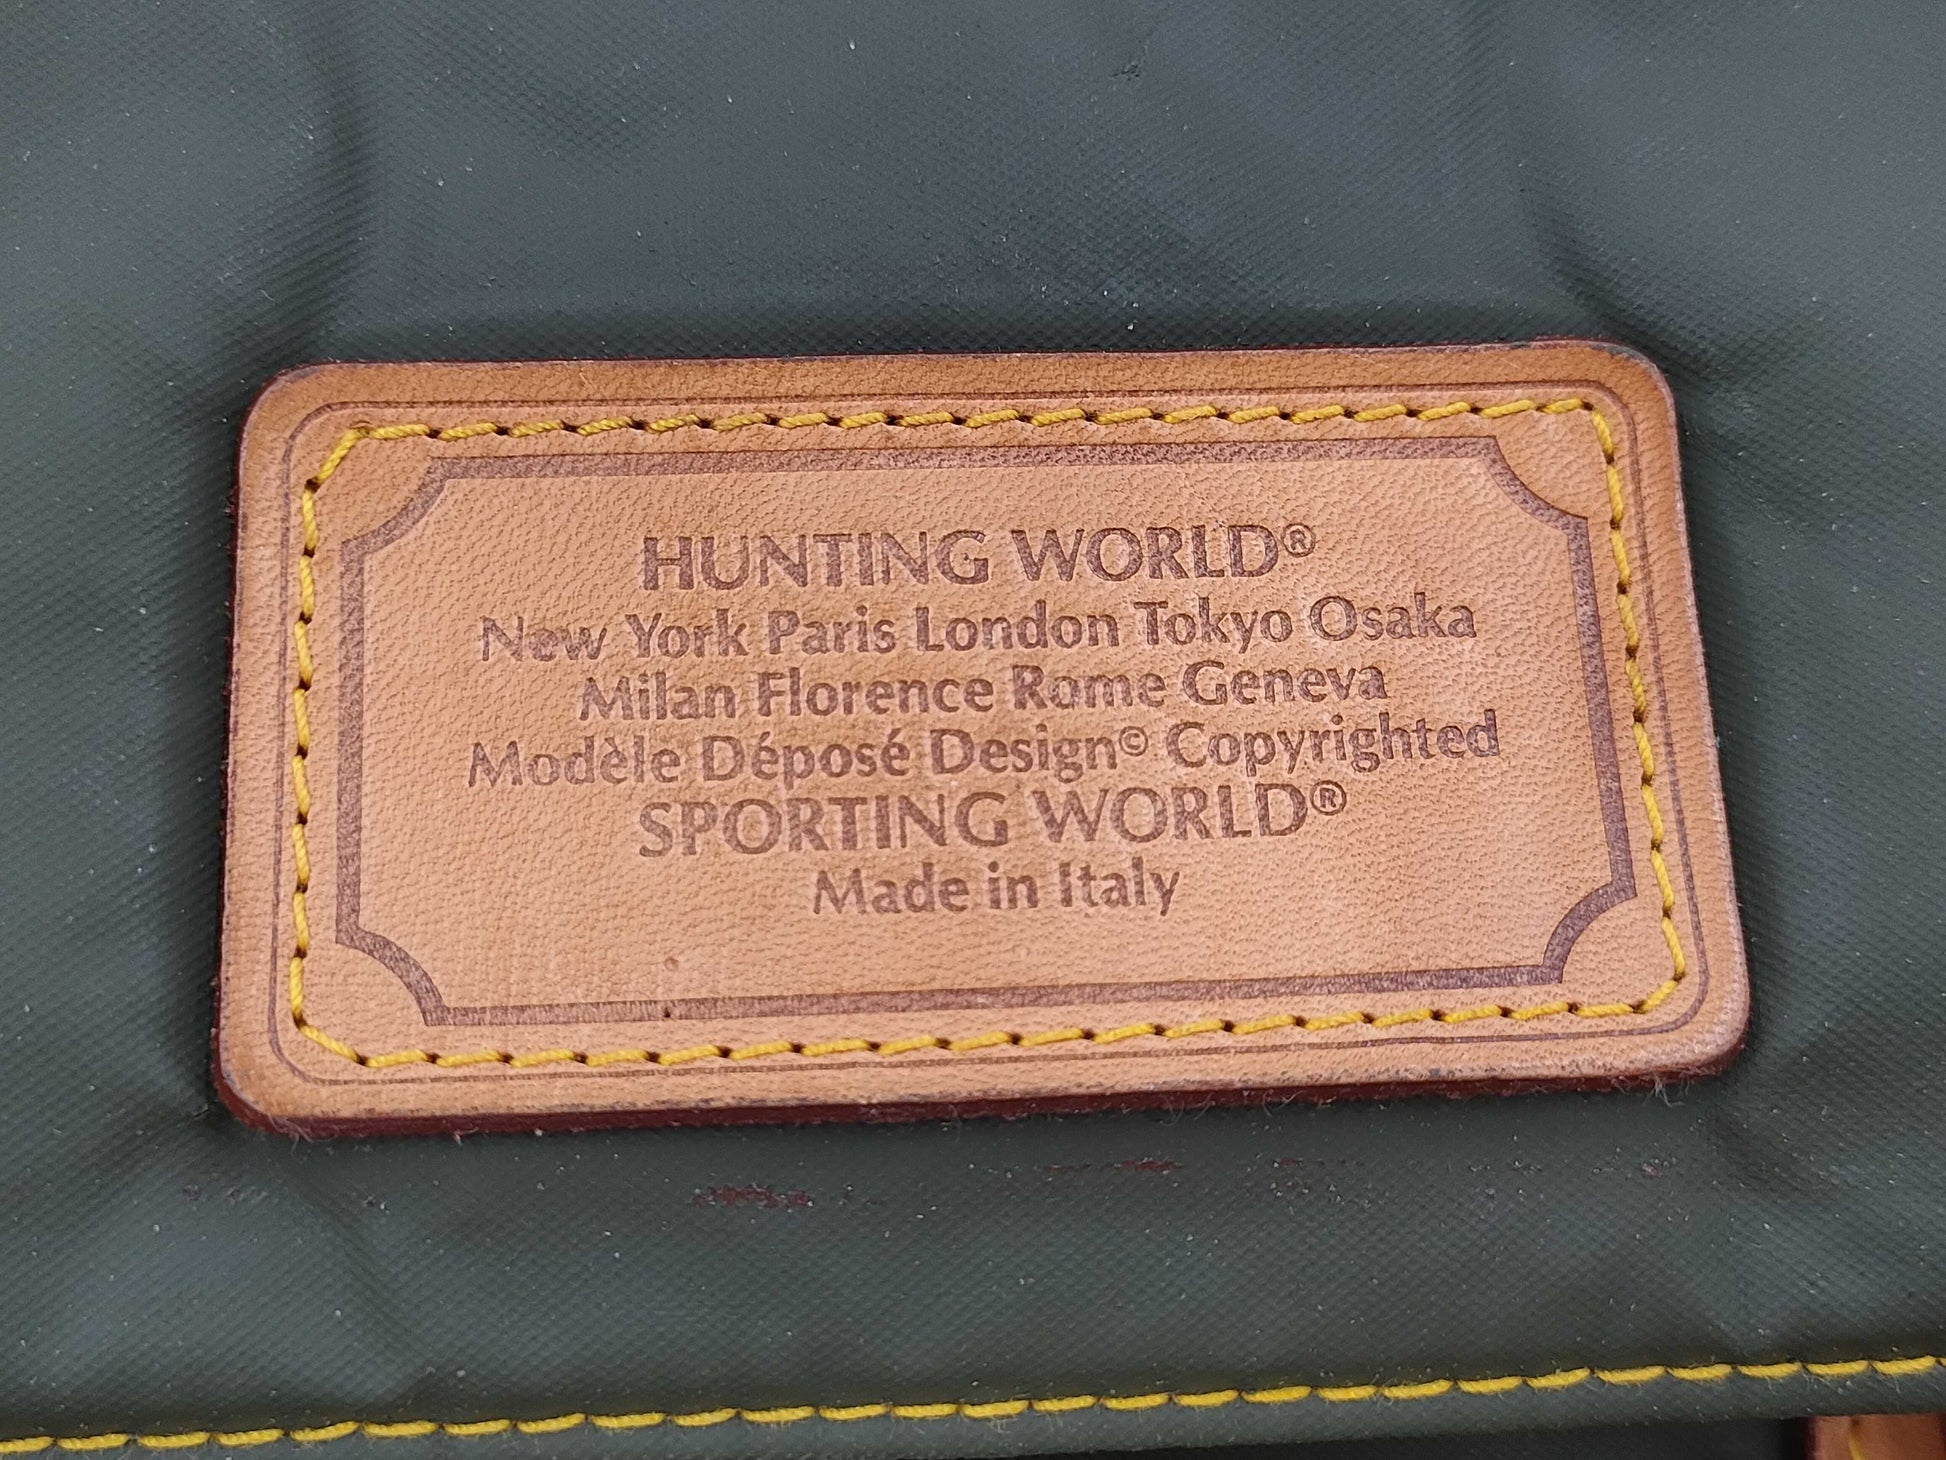 HUNTING WORLD®
New York Paris London Tokyo Osaka
Milan Florence Rome Geneva
Modèle Déposé Design© Copyrighted
SPORTING WORLD®
Made in Italy